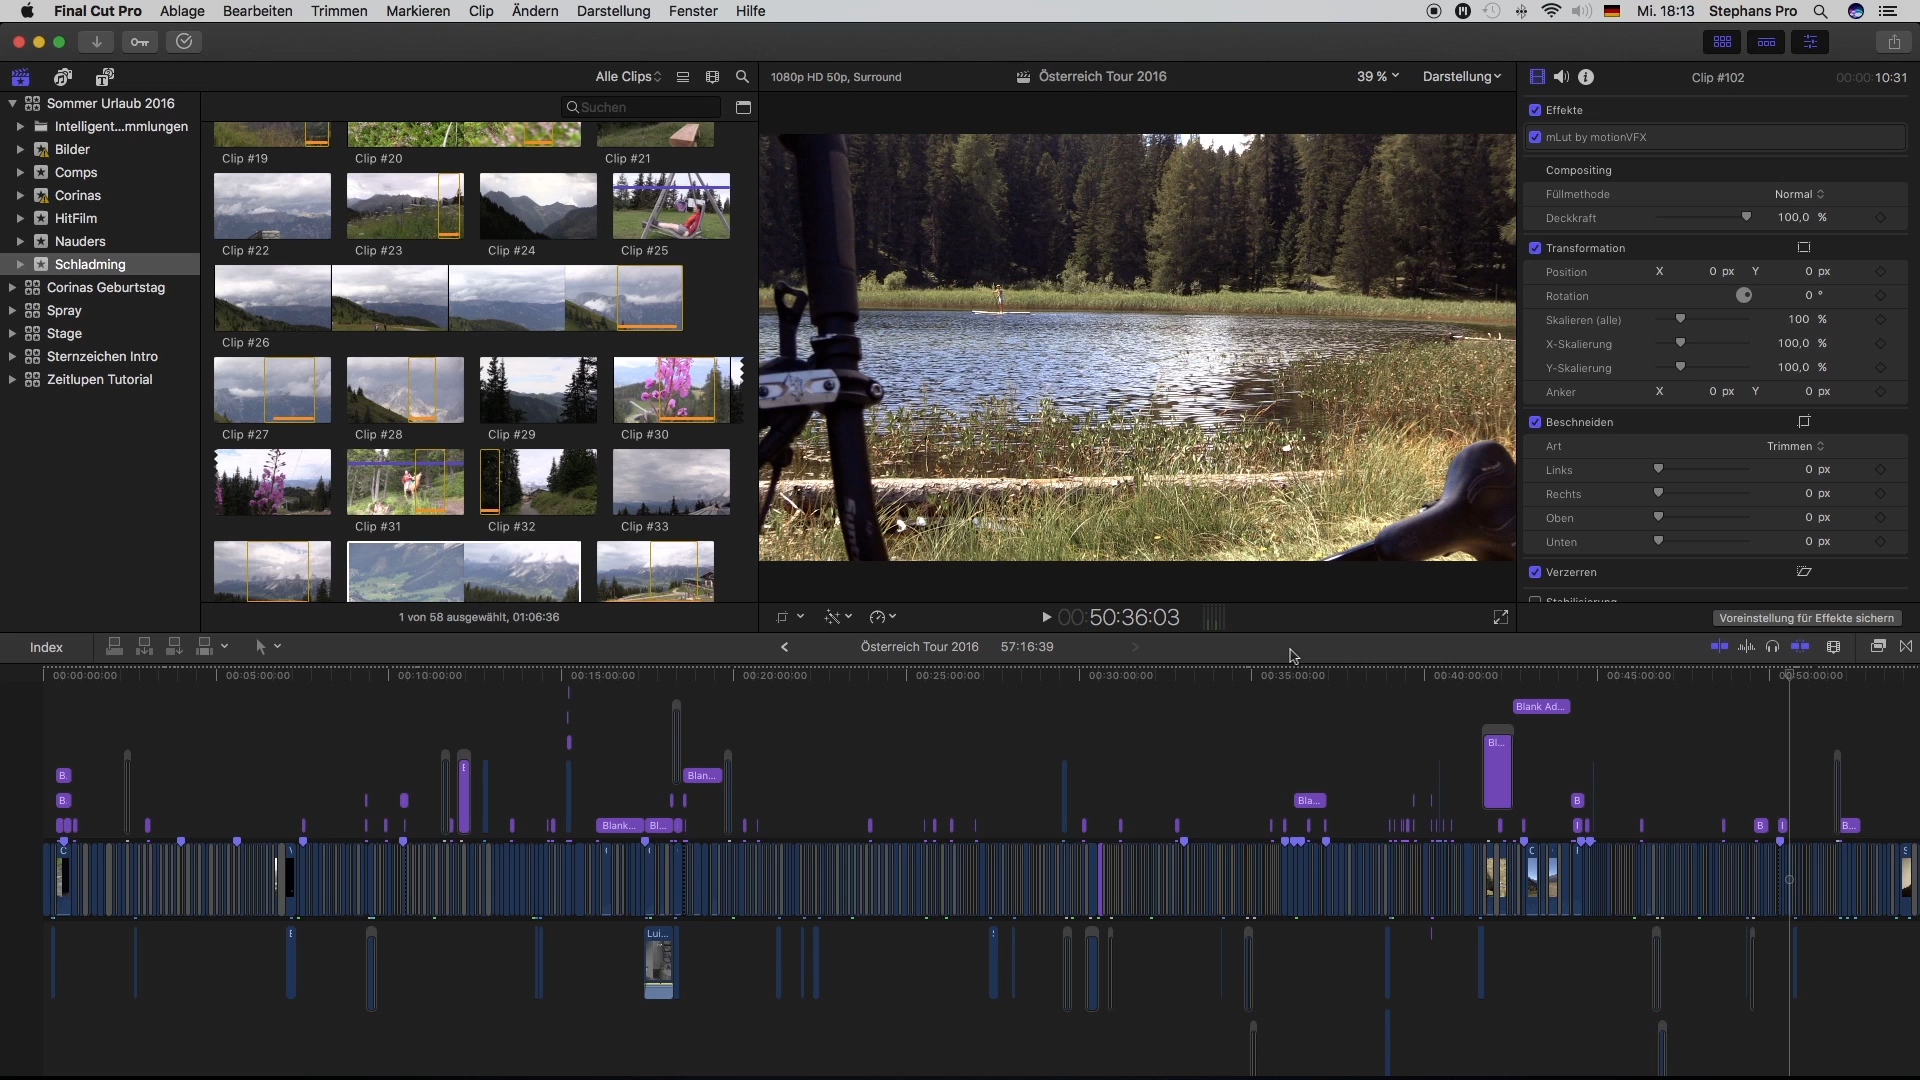 Final Cut Pro Ablage Bearbeiten Trimmen Markieren Clip Ändern Darstellung Fenster Hilfe Mi. 18:13 Stephans Pro
Alle Clips
1080p HD 50p, Surround Österreich Tour 2016 39 % Darstellung
Clip #102 00:00:10:31
Suchen
Sommer Urlaub 2016
Intelligent...mmlungen
Bilder
Comps
Corinas
HitFilm
Nauders
Schladming
Corinas Geburtstag
Spray
Stage
Sternzeichen Intro
Zeitlupen Tutorial
Clip #19 Clip #20 Clip #21
Clip #22 Clip #23 Clip #24 Clip #25
Clip #26
Clip #27 Clip #28 Clip #29 Clip #30
Clip #31 Clip #32 Clip #33
1 von 58 ausgewählt, 01:06:36
00:00:50:36:03
Effekte
mLut by motionVFX
Compositing
Füllmethode Normal
Deckkraft 100,0 %
Transformation
Position X 0 px Y 0 px
Rotation 0 °
Skalieren (alle) 100 %
X-Skalierung 100,0 %
Y-Skalierung 100,0 %
Anker X 0 px Y 0 px
Beschneiden
Art Trimmen
Links 0 px
Rechts 0 px
Oben 0 px
Unten 0 px
Verzerren
Stabilisierung
Voreinstellung für Effekte sichern
Index Österreich Tour 2016 57:16:39
00:00:00:00 00:05:00:00 00:10:00:00 00:15:00:00 00:20:00:00 00:25:00:00 00:30:00:00 00:35:00:00 00:40:00:00 00:45:00:00 00:50:00:00
Blank Ad...
Bl...
B. Blan...
B. Bla... B
Blank... Bl... B B...
C C
Lui...